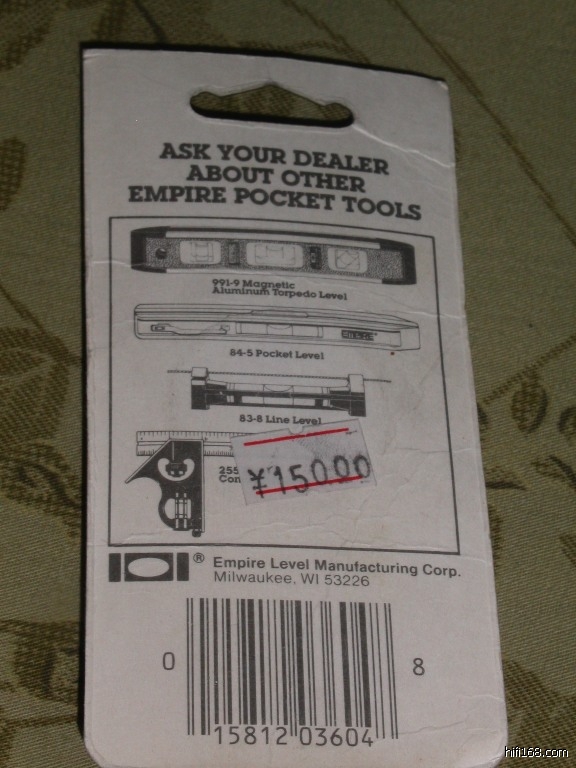 ASK YOUR DEALER
ABOUT OTHER
EMPIRE POCKET TOOLS
991-9 Magnetic
Aluminum Torpedo Level
EMPIRE
84-5 Pocket Level
83-8 Line Level
255
Con
¥150.00
® Empire Level Manufacturing Corp.
Milwaukee, WI 53226
0 15812 03604 8
hifi168.com